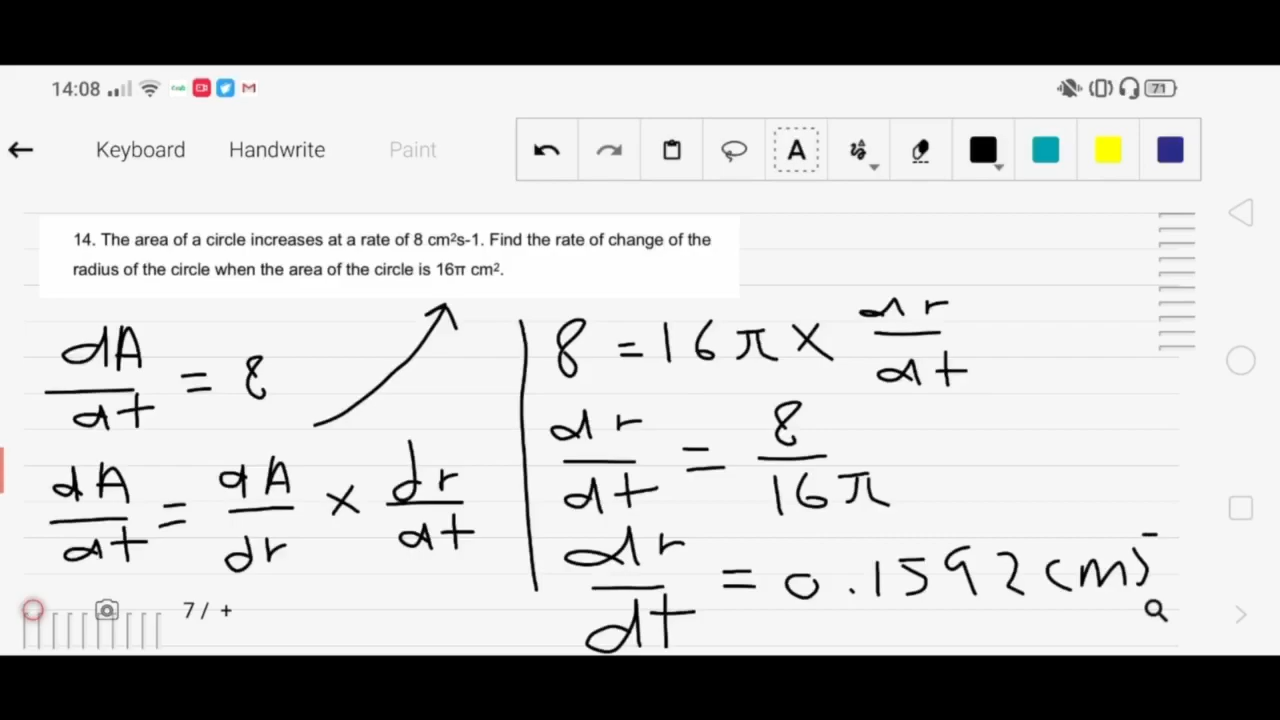 14:08 71
Keyboard Handwrite Paint A
14. The area of a circle increases at a rate of 8 cm²s-1. Find the rate of change of the
radius of the circle when the area of the circle is 16π cm².
dA/dt = 8
dA/dt = dA/dr × dr/dt
8 = 16π × dr/dt
dr/dt = 8/16π
dr/dt = 0.1592 cm
7 / +